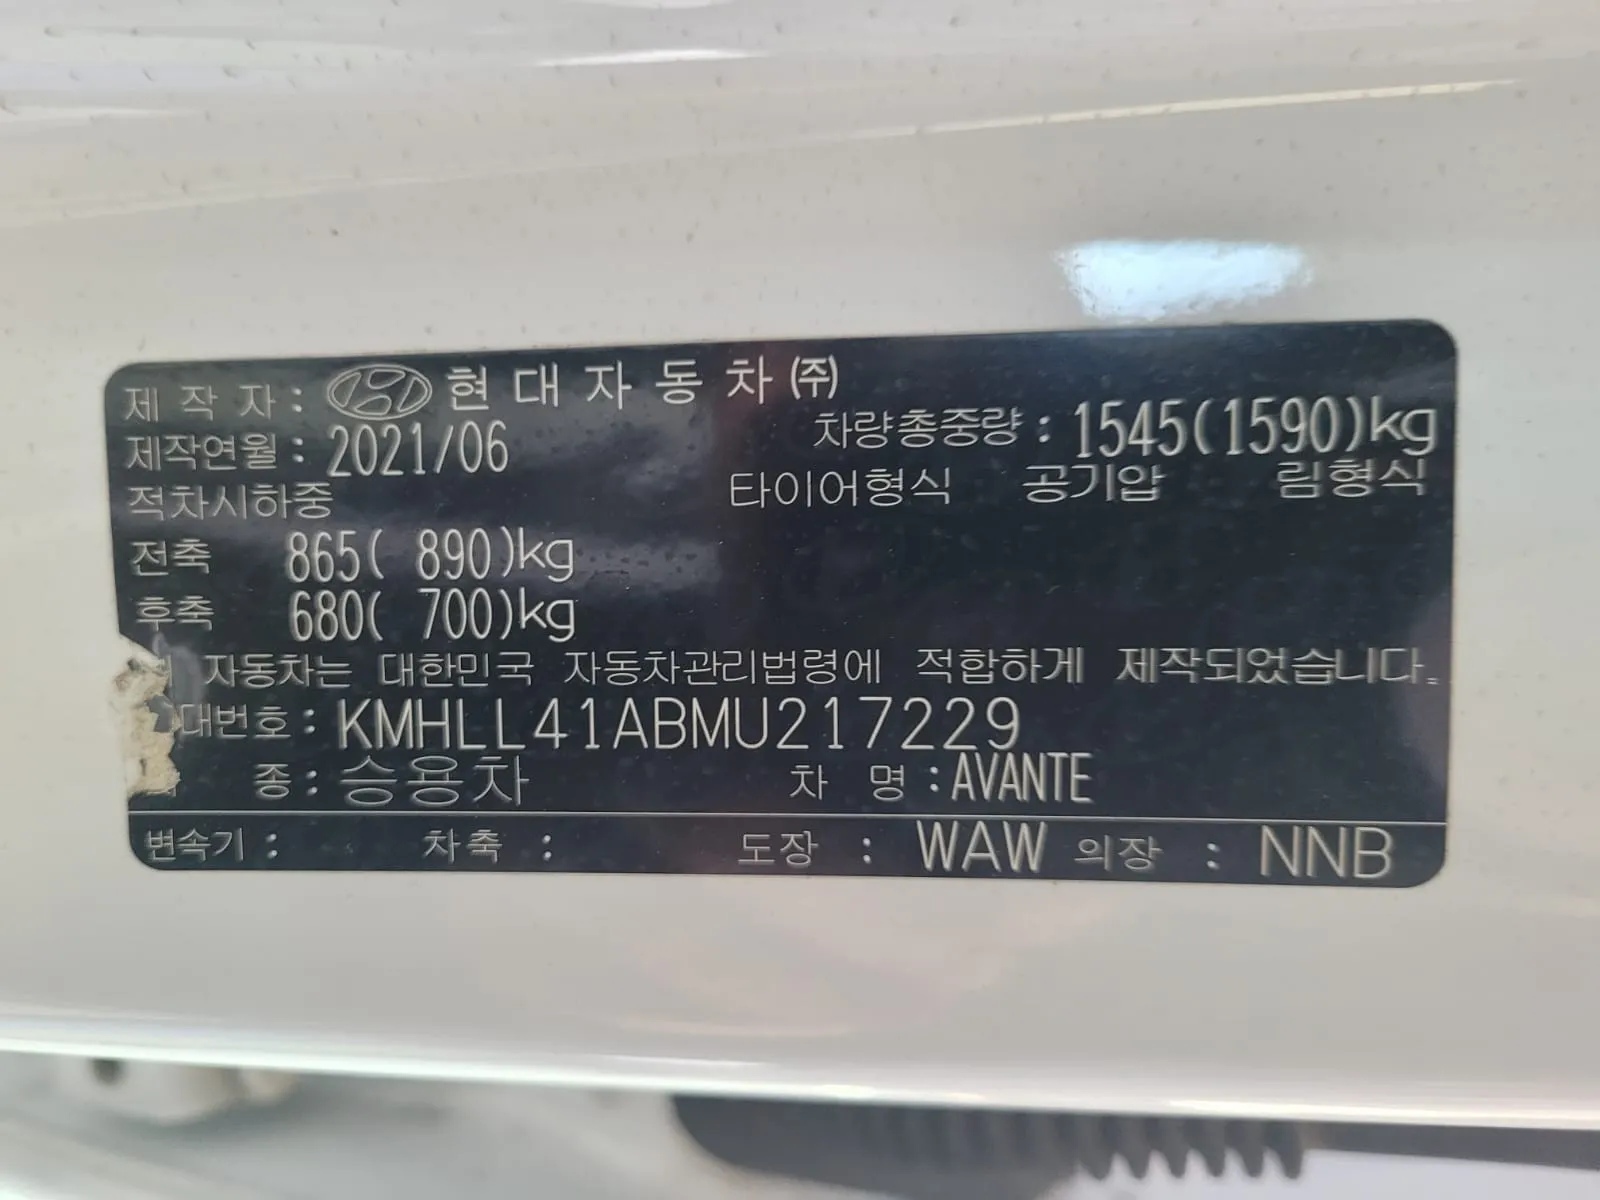 제 작 자 : 현 대 자 동 차 ㈜
제작연월 : 2021/06
차량총중량 : 1545(1590)kg
적차시하중
타이어형식 공기압 림형식
전축 865( 890)kg
후축 680( 700)kg
자동차는 대한민국 자동차관리법령에 적합하게 제작되었습니다.
대번호 : KMHLL41ABMU217229
종 : 승용차 차 명 : AVANTE
변속기 : 차축 : 도장 : WAW 의장 : NNB